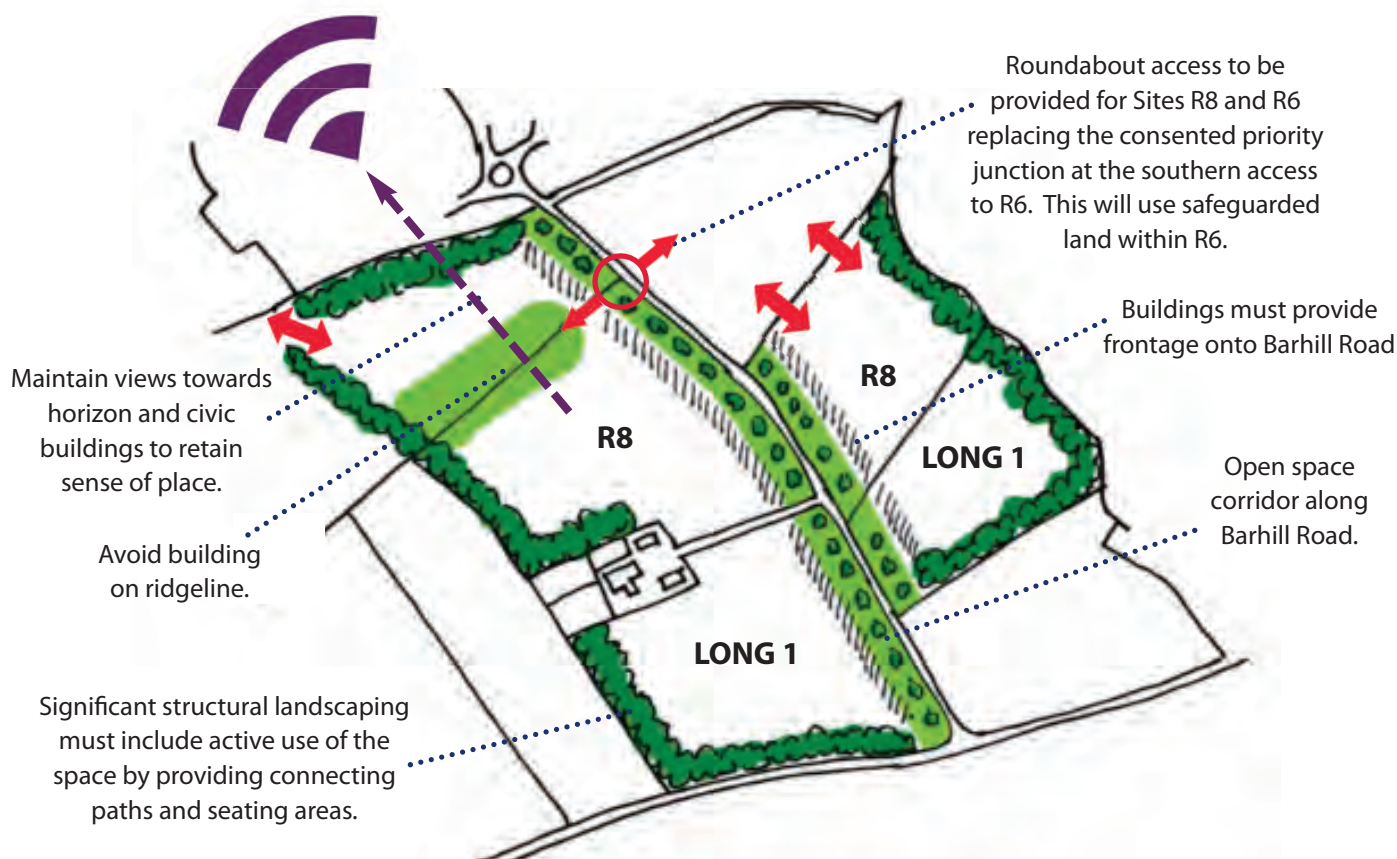 Roundabout access to be
provided for Sites R8 and R6
replacing the consented priority
junction at the southern access
to R6. This will use safeguarded
land within R6.
Buildings must provide
frontage onto Barhill Road
Maintain views towards
horizon and civic
buildings to retain
sense of place.
R8
R8
LONG 1
Open space
corridor along
Barhill Road.
Avoid building
on ridgeline.
LONG 1
Significant structural landscaping
must include active use of the
space by providing connecting
paths and seating areas.